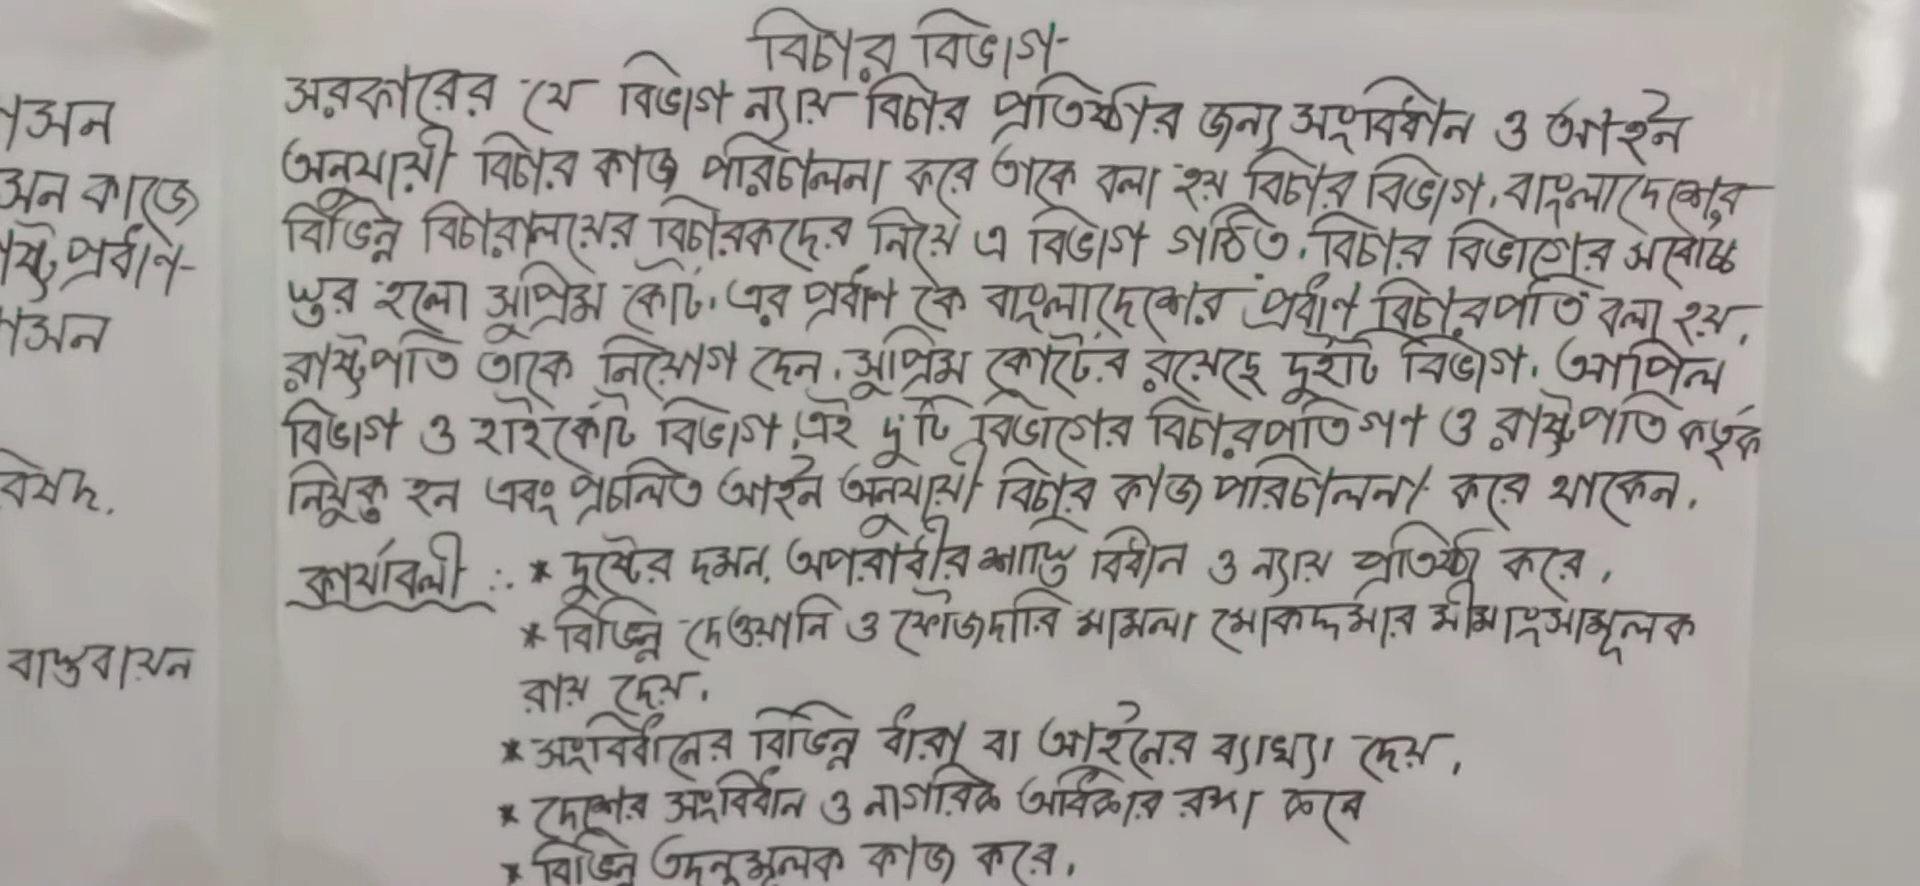 বিচার বিভাগ
সরকারের যে বিভাগ ন্যায় বিচার প্রতিষ্ঠার জন্য সংবিধান ও আইন
অনুযায়ী বিচার কাজ পরিচালনা করে তাকে বলা হয় বিচার বিভাগ. বাংলাদেশের
বিভিন্ন বিচারালয়ের বিচারকদের নিয়ে এ বিভাগ গঠিত. বিচার বিভাগের সর্বোচ্চ
স্তর হলো সুপ্রিম কোর্ট. এর প্রধান কে বাংলাদেশের প্রধান বিচারপতি বলা হয়.
রাষ্ট্রপতি তাকে নিয়োগ দেন. সুপ্রিম কোর্টের রয়েছে দুইটি বিভাগ. আপিল
বিভাগ ও হাইকোর্ট বিভাগ. এই দু'টি বিভাগের বিচারপতিগণ ও রাষ্ট্রপতি কর্তৃক
নিযুক্ত হন এবং প্রচলিত আইন অনুযায়ী বিচার কাজ পরিচালনা করে থাকেন.
কার্যাবলী :. * দুষ্টের দমন, অপরাধীর শাস্তি বিধান ও ন্যায় প্রতিষ্ঠা করে.
* বিভিন্ন দেওয়ানি ও ফৌজদারি মামলা মোকদ্দমার মীমাংসামূলক
রায় দেয়.
* সংবিধানের বিভিন্ন ধারা বা আইনের ব্যাখ্যা দেয়.
* দেশের সংবিধান ও নাগরিক অধিকার রক্ষা করে
* বিভিন্ন তদন্তমূলক কাজ করে.
সন কাজে
বাস্তবায়ন